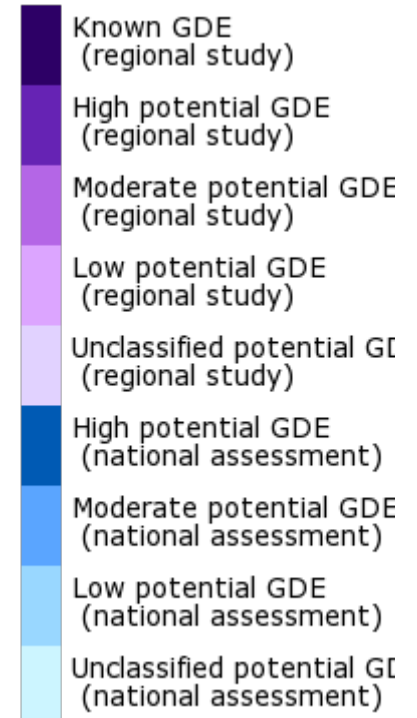 Known GDE
(regional study)
High potential GDE
(regional study)
Moderate potential GDE
(regional study)
Low potential GDE
(regional study)
Unclassified potential
(regional study)
High potential GDE
(national assessment)
Moderate potential GDE
(national assessment)
Low potential GDE
(national assessment)
Unclassified potential
(national assessment)